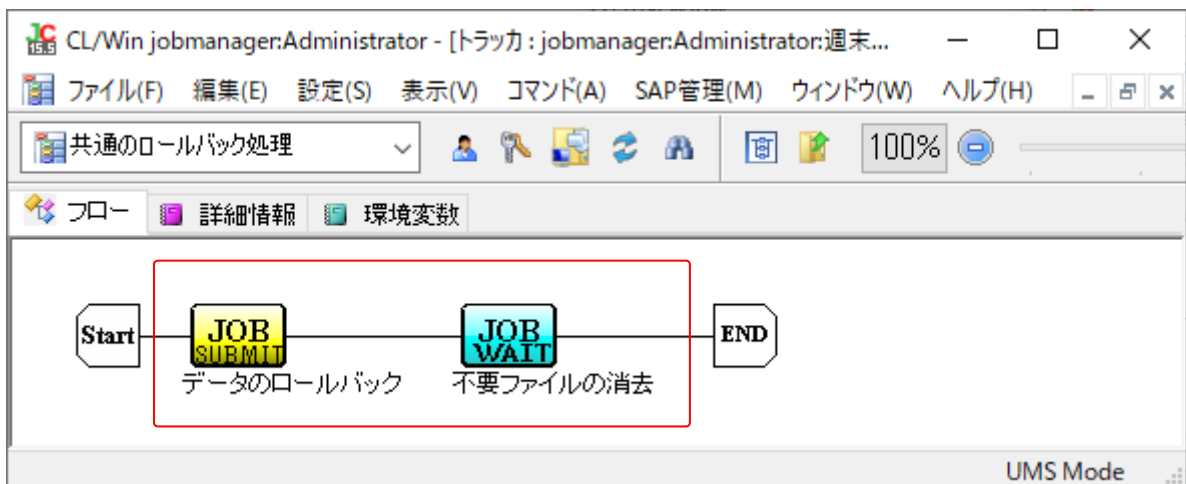 JC 15.5 CL/Win jobmanager:Administrator - [トラッカ : jobmanager:Administrator:週末...
ファイル(F) 編集(E) 設定(S) 表示(V) コマンド(A) SAP管理(M) ウィンドウ(W) ヘルプ(H)
共通のロールバック処理 100%
フロー 詳細情報 環境変数
Start JOB SUBMIT JOB WAIT END
データのロールバック 不要ファイルの消去
UMS Mode